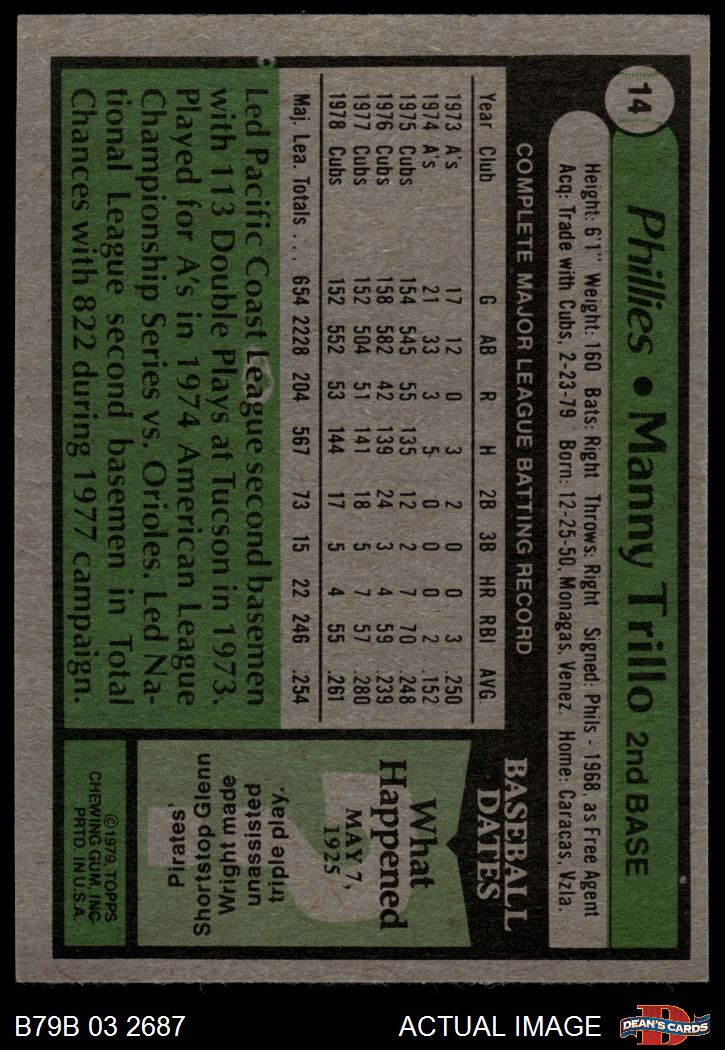 14
Phillies • Manny Trillo 2nd BASE
Height: 6'1" Weight: 160 Bats: Right Throws: Right Signed: Phils - 1968, as Free Agent
Acq: Trade with Cubs, 2-23-79 Born: 12-25-50, Monagas, Venez. Home: Caracas, Vzla.
COMPLETE MAJOR LEAGUE BATTING RECORD
Year Club G AB R H 2B 3B HR RBI AVG.
1973 A's 17 12 0 3 2 0 0 3 .250
1974 A's 21 33 3 5 0 0 0 2 .152
1975 Cubs 154 545 55 135 12 2 7 70 .248
1976 Cubs 158 582 42 139 24 3 4 59 .239
1977 Cubs 152 504 51 141 18 5 7 57 .280
1978 Cubs 152 552 53 144 17 5 4 55 .261
Maj. Lea. Totals . . . 654 2228 204 567 73 15 22 246 .254
Led Pacific Coast League second basemen
with 113 Double Plays at Tucson in 1973.
Played for A's in 1974 American League
Championship Series vs. Orioles. Led Na-
tional League second basemen in Total
Chances with 822 during 1977 campaign.
BASEBALL
DATES
What
Happened
MAY 7,
1925
?
Pirates'
Shortstop Glenn
Wright made
unassisted
triple play.
©1979, TOPPS
CHEWING GUM, INC.
PRTD. IN U.S.A.
B79B 03 2687
ACTUAL IMAGE
D
DEAN'S CARDS